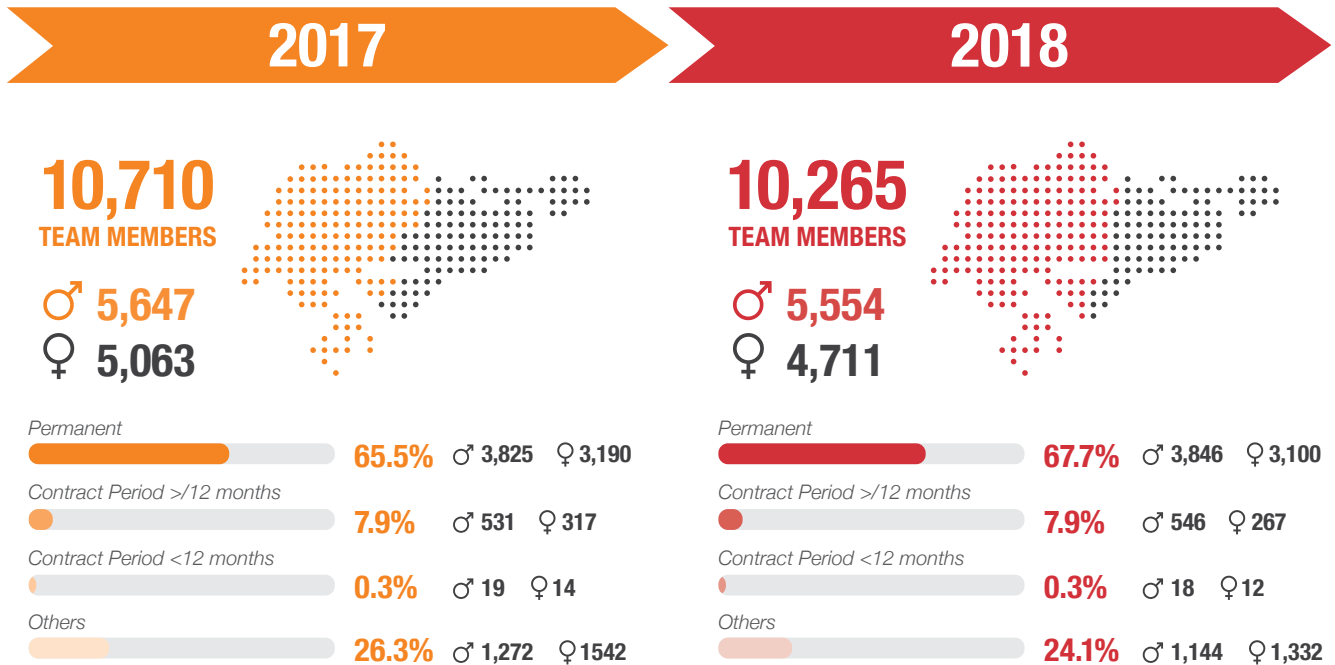 2017
10,710
TEAM MEMBERS
♂ 5,647
♀ 5,063
Permanent
65.5% ♂ 3,825 ♀ 3,190
Contract Period >/12 months
7.9% ♂ 531 ♀ 317
Contract Period <12 months
0.3% ♂ 19 ♀ 14
Others
26.3% ♂ 1,272 ♀ 1542
2018
10,265
TEAM MEMBERS
♂ 5,554
♀ 4,711
Permanent
67.7% ♂ 3,846 ♀ 3,100
Contract Period >/12 months
7.9% ♂ 546 ♀ 267
Contract Period <12 months
0.3% ♂ 18 ♀ 12
Others
24.1% ♂ 1,144 ♀ 1,332